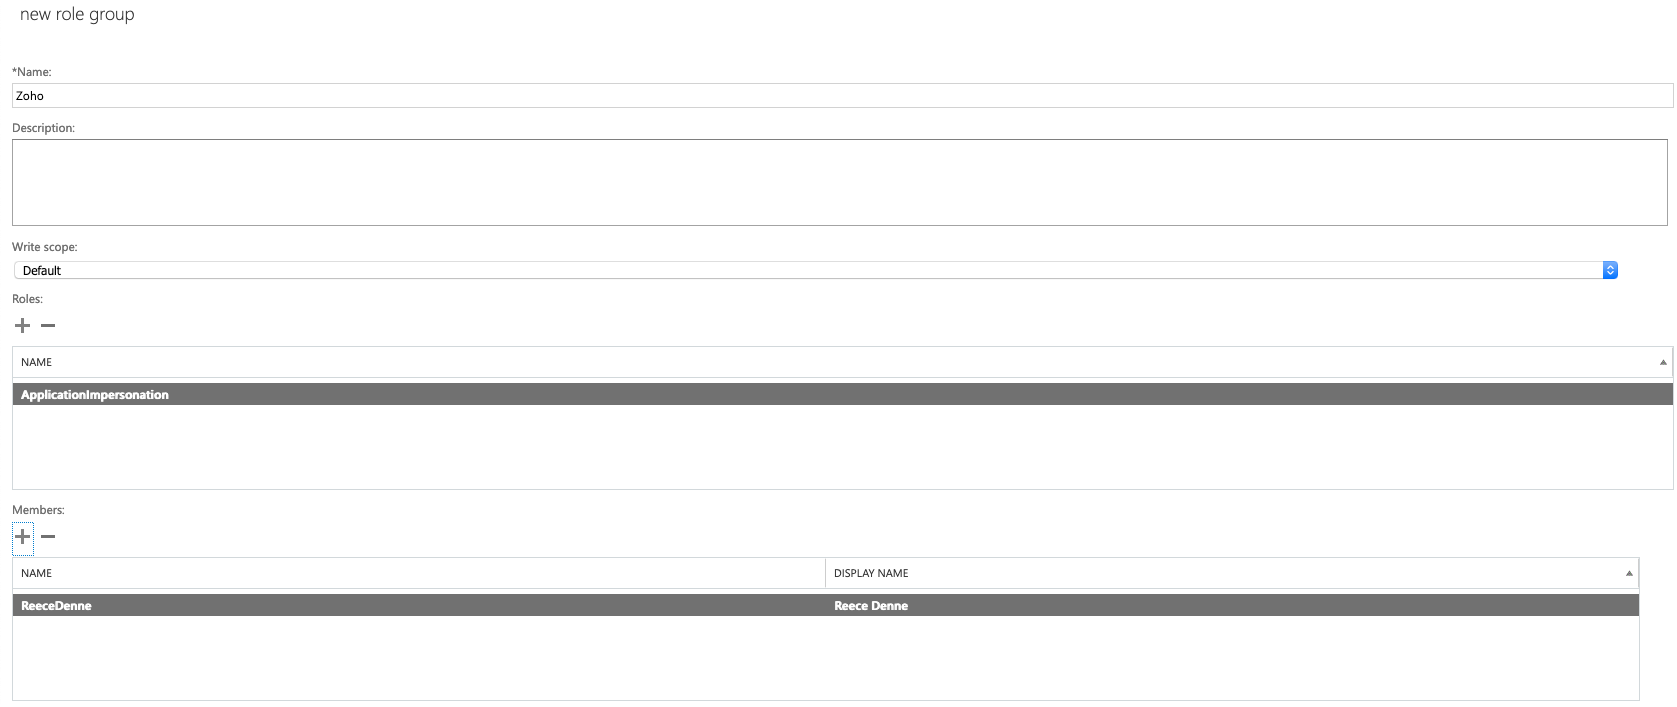 new role group
*Name:
Zoho
Description:
Write scope:
Default
Roles:
NAME
ApplicationImpersonation
Members:
NAME DISPLAY NAME
ReeceDenne Reece Denne